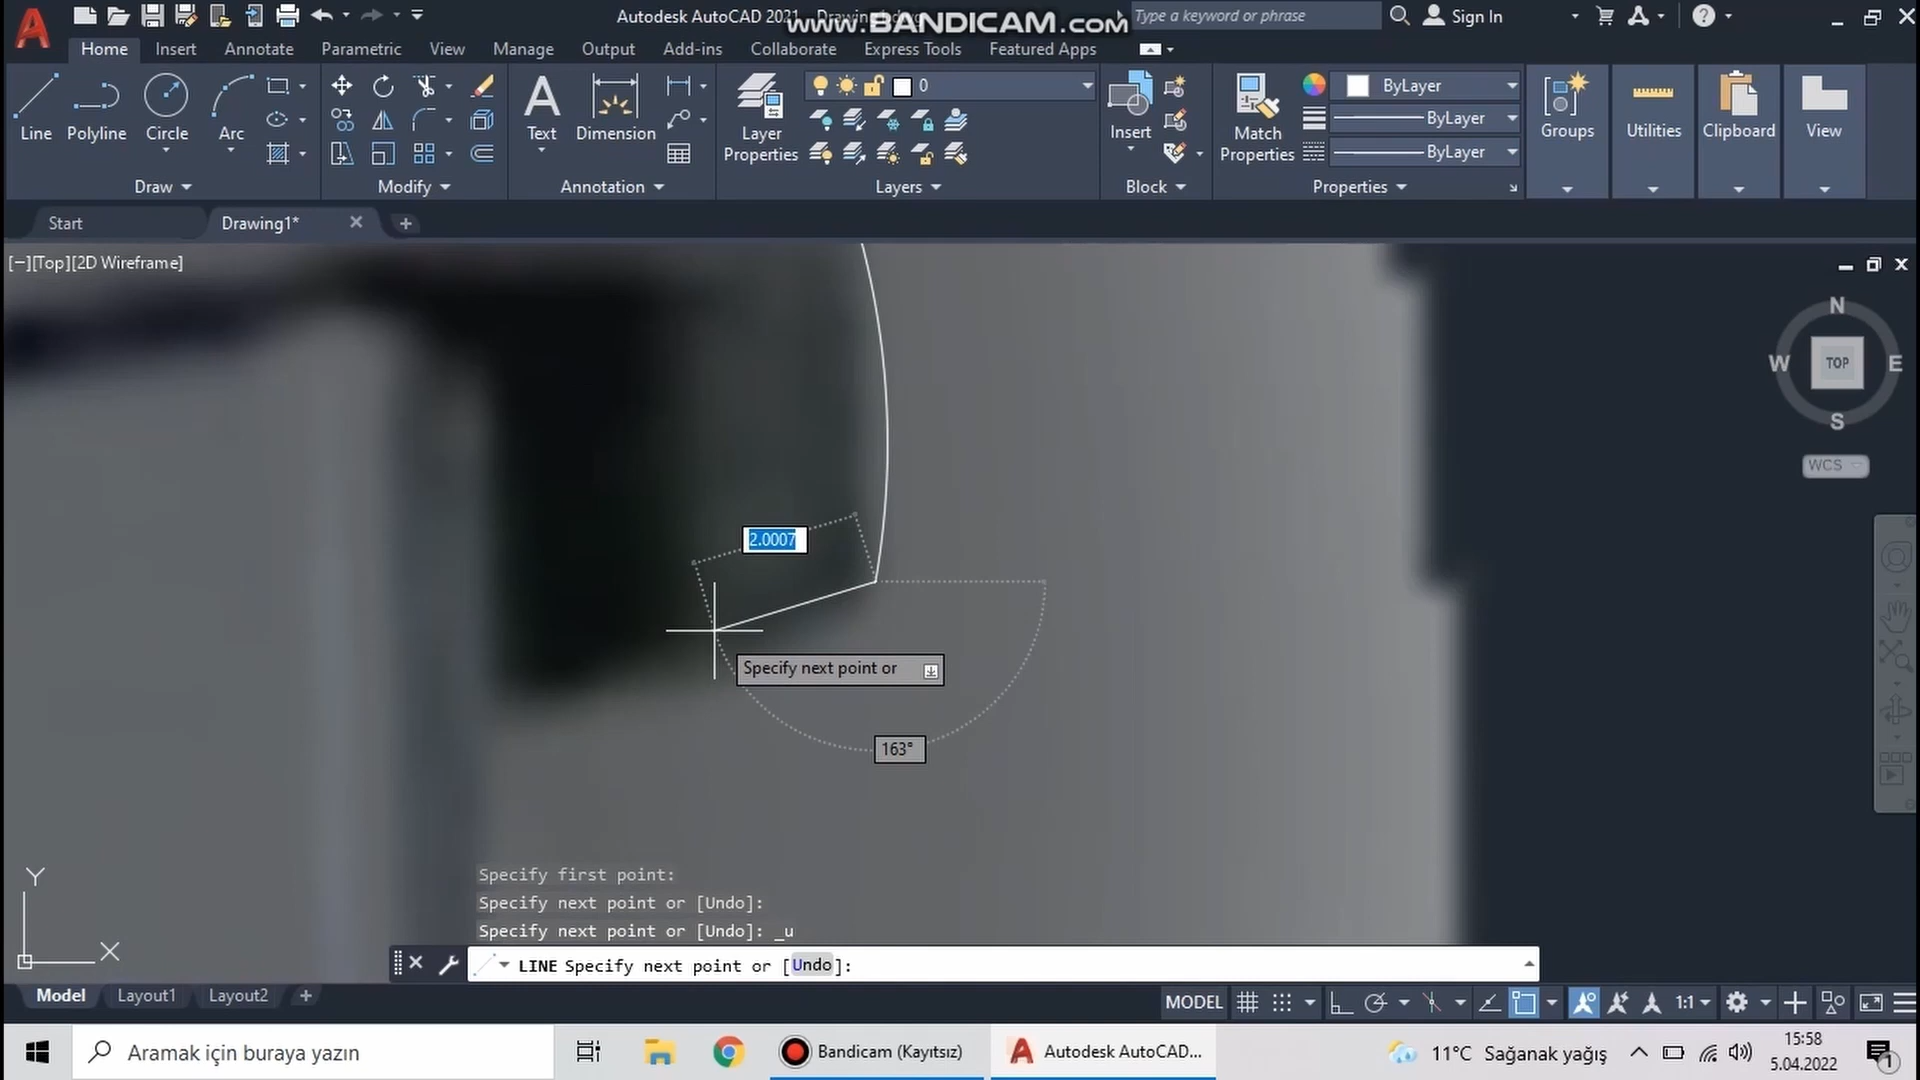 Autodesk AutoCAD 2021
www.BANDICAM.com
Type a keyword or phrase
Sign In
Home Insert Annotate Parametric View Manage Output Add-ins Collaborate Express Tools Featured Apps
0
ByLayer
ByLayer
ByLayer
Line Polyline Circle Arc
Text Dimension
Layer Properties
Insert
Match Properties
Groups Utilities Clipboard View
Draw Modify Annotation Layers Block Properties
Start Drawing1*
[−][Top][2D Wireframe]
N
W TOP E
S
WCS
2.0007
Specify next point or
163°
Y
X
Specify first point:
Specify next point or [Undo]:
Specify next point or [Undo]: _u
LINE Specify next point or [Undo]:
Model Layout1 Layout2
MODEL 1:1
Aramak için buraya yazın
Bandicam (Kayıtsız)
Autodesk AutoCAD...
11°C Sağanak yağış
15:58
5.04.2022
1